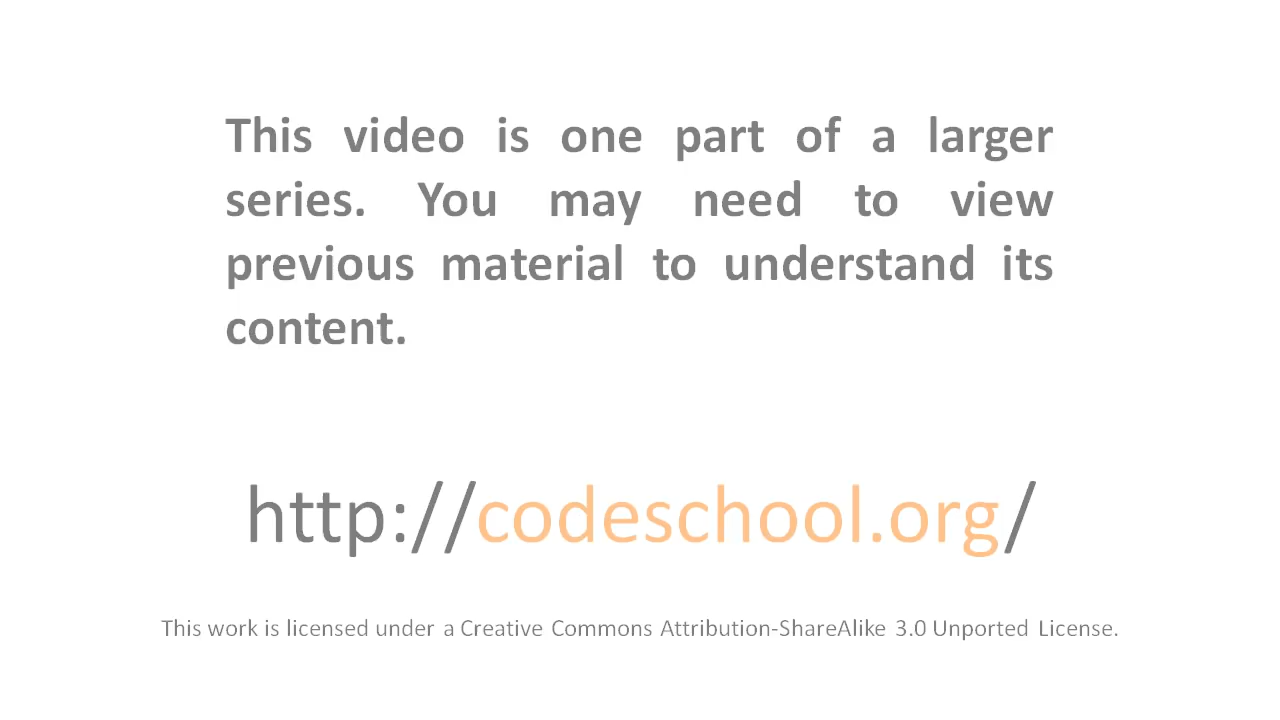 This video is one part of a larger
series. You may need to view
previous material to understand its
content.
http://codeschool.org/
This work is licensed under a Creative Commons Attribution-ShareAlike 3.0 Unported License.